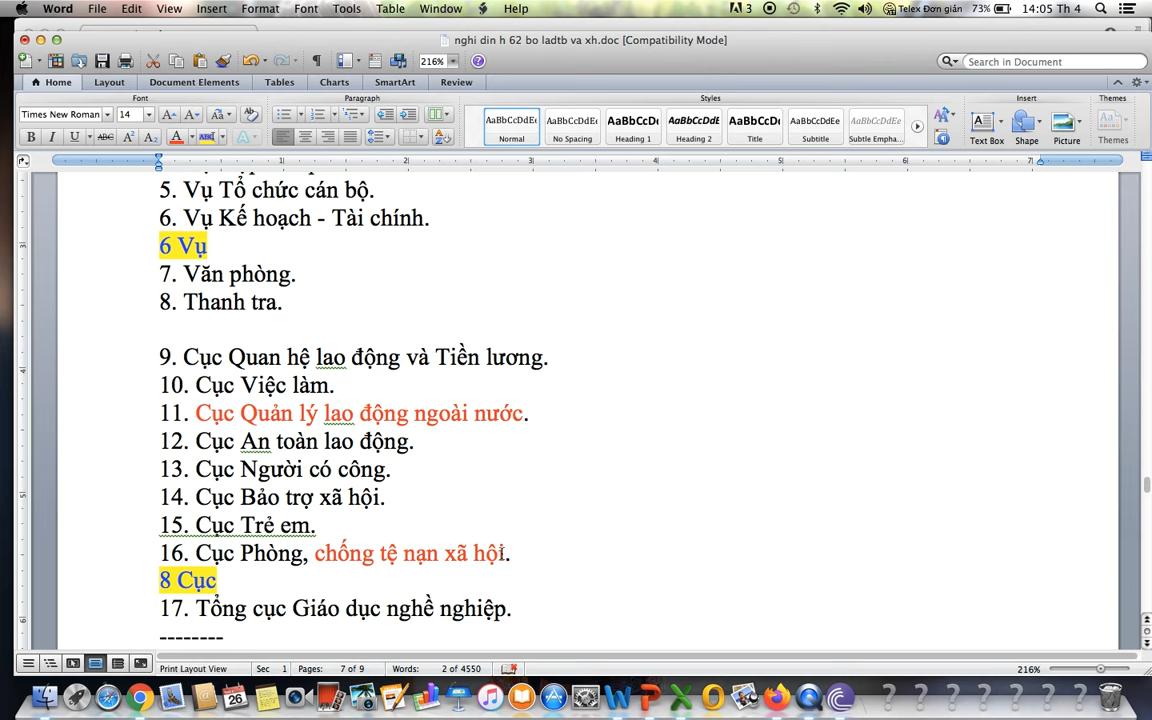 Word File Edit View Insert Format Font Tools Table Window Help
3 Telex Đơn giản 73% 14:05 Th 4
nghi din h 62 bo ladtb va xh.doc [Compatibility Mode]
216% Search in Document
Home Layout Document Elements Tables Charts SmartArt Review
Font Paragraph Styles Insert Themes
Times New Roman 14
AaBbCcDdEe AaBbCcDdEe AaBbCcDc AaBbCcDdE AaBbCcDc AaBbCcDdEe AaBbCcDdEe
Normal No Spacing Heading 1 Heading 2 Title Subtitle Subtle Empha...
Text Box Shape Picture Themes
5. Vụ Tổ chức cán bộ.
6. Vụ Kế hoạch - Tài chính.
6 Vụ
7. Văn phòng.
8. Thanh tra.
9. Cục Quan hệ lao động và Tiền lương.
10. Cục Việc làm.
11. Cục Quản lý lao động ngoài nước.
12. Cục An toàn lao động.
13. Cục Người có công.
14. Cục Bảo trợ xã hội.
15. Cục Trẻ em.
16. Cục Phòng, chống tệ nạn xã hội.
8 Cục
17. Tổng cục Giáo dục nghề nghiệp.
--------
Print Layout View Sec 1 Pages: 7 of 9 Words: 2 of 4550 216%
26